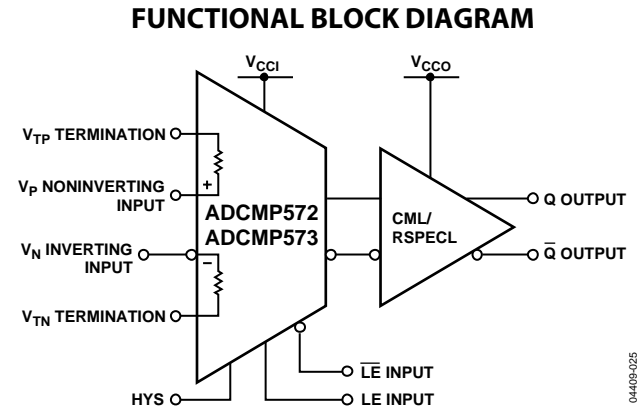 FUNCTIONAL BLOCK DIAGRAM
VCCI
VCCO
VTP TERMINATION
VP NONINVERTING
INPUT
+
ADCMP572
ADCMP573
CML/
RSPECL
Q OUTPUT
VN INVERTING
INPUT
–
Q̅ OUTPUT
VTN TERMINATION
L̅E̅ INPUT
HYS
LE INPUT
04409-025